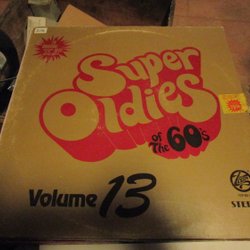 Super
Oldies
of
The 60's
Volume 13
STE